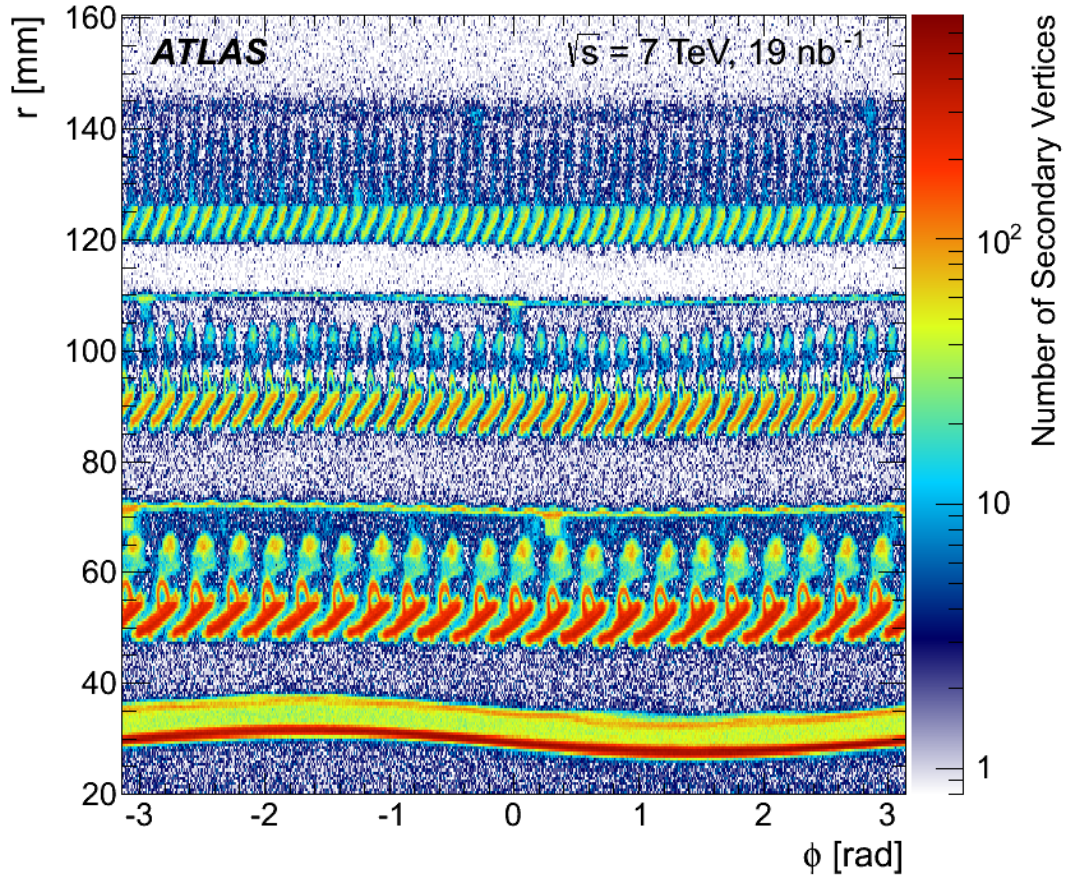 ATLAS
√s = 7 TeV, 19 nb⁻¹
r [mm]
160
140
120
100
80
60
40
20
-3 -2 -1 0 1 2 3
ϕ [rad]
10²
10
1
Number of Secondary Vertices